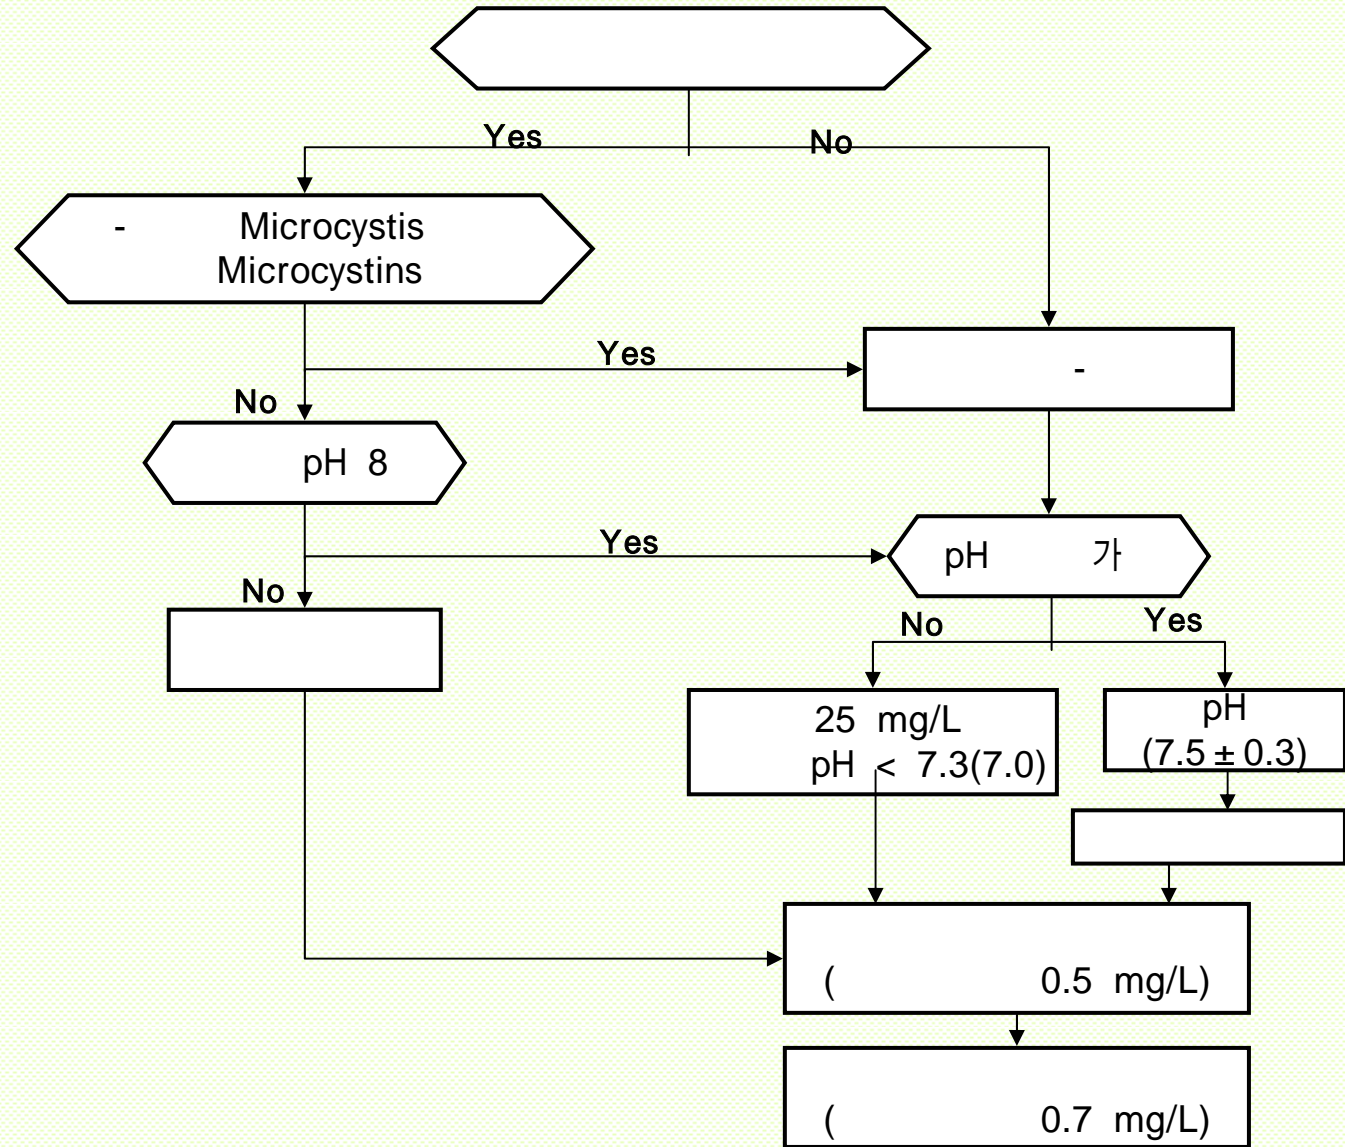 Yes
No
- Microcystis
Microcystins
Yes
-
No
pH 8
Yes
pH 가
No
No
Yes
25 mg/L
pH < 7.3(7.0)
pH
(7.5 ± 0.3)
( 0.5 mg/L)
( 0.7 mg/L)